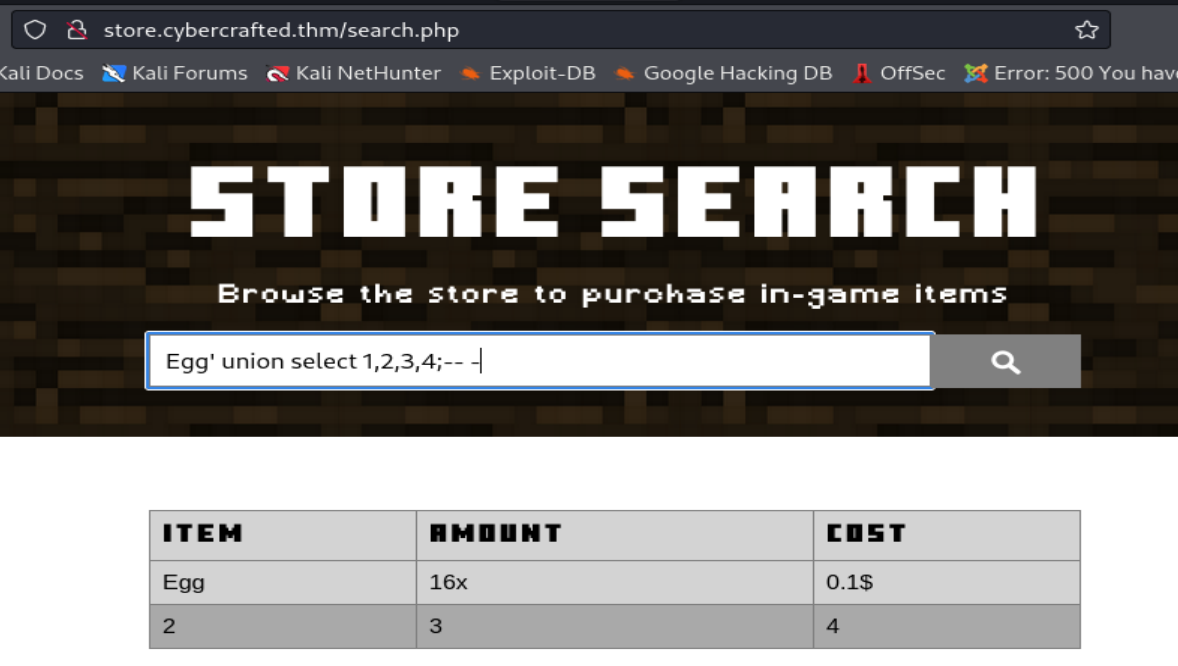 store.cybercrafted.thm/search.php
Kali Docs Kali Forums Kali NetHunter Exploit-DB Google Hacking DB OffSec Error: 500 You hav
STORE SEARCH
Browse the store to purchase in-game items
Egg' union select 1,2,3,4;-- -
ITEM AMOUNT COST
Egg 16x 0.1$
2 3 4